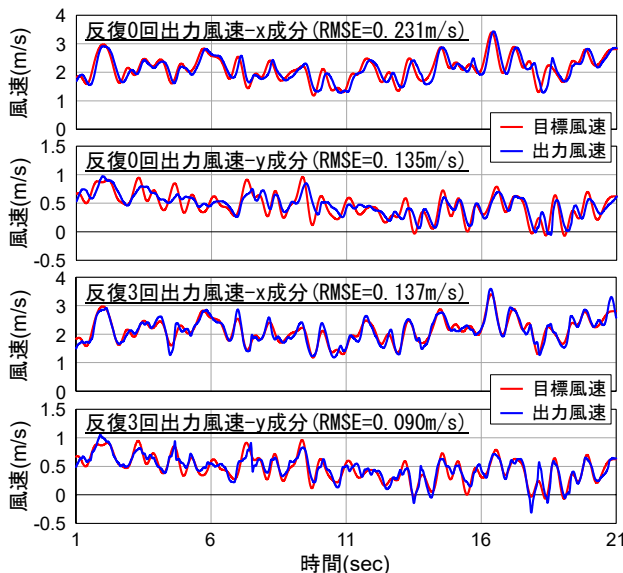 反復0回出力風速-x成分(RMSE=0.231m/s)
風速(m/s)
4
3
2
1
0
目標風速
出力風速
反復0回出力風速-y成分(RMSE=0.135m/s)
風速(m/s)
1.5
1
0.5
0
-0.5
反復3回出力風速-x成分(RMSE=0.137m/s)
風速(m/s)
4
3
2
1
0
目標風速
出力風速
反復3回出力風速-y成分(RMSE=0.090m/s)
風速(m/s)
1.5
1
0.5
0
-0.5
1 6 11 16 21
時間(sec)